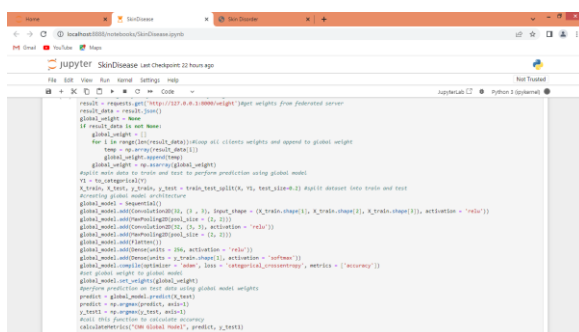 Home
SkinDisease
Skin Disorder
localhost:8888/notebooks/SkinDisease.ipynb
Gmail YouTube Maps
jupyter SkinDisease Last Checkpoint: 22 hours ago
File Edit View Run Kernel Settings Help
Not Trusted
Code
JupyterLab Python 3 (ipykernel)
result = requests.get('http://127.0.0.1:8000/weight')#get weights from federated server
result_data = result.json()
global_weight = None
if result_data is not None:
global_weight = []
for i in range(len(result_data)):#loop all clients weights and append to global weight
temp = np.array(result_data[i])
global_weight.append(temp)
global_weight = np.asarray(global_weight)
#split main data to train and test to perform prediction using global model
Y1 = to_categorical(Y)
X_train, X_test, y_train, y_test = train_test_split(X, Y1, test_size=0.2) #split dataset into train and test
#creating global model architecture
global_model = Sequential()
global_model.add(Convolution2D(32, (3 , 3), input_shape = (X_train.shape[1], X_train.shape[2], X_train.shape[3]), activation = 'relu'))
global_model.add(MaxPooling2D(pool_size = (2, 2)))
global_model.add(Convolution2D(32, (3, 3), activation = 'relu'))
global_model.add(MaxPooling2D(pool_size = (2, 2)))
global_model.add(Flatten())
global_model.add(Dense(units = 256, activation = 'relu'))
global_model.add(Dense(units = y_train.shape[1], activation = 'softmax'))
global_model.compile(optimizer = 'adam', loss = 'categorical_crossentropy', metrics = ['accuracy'])
#set global weight to global model
global_model.set_weights(global_weight)
#perform prediction on test data using global model weights
predict = global_model.predict(X_test)
predict = np.argmax(predict, axis=1)
y_test1 = np.argmax(y_test, axis=1)
#call this function to calculate accuracy
calculateMetrics("CNN Global Model", predict, y_test1)